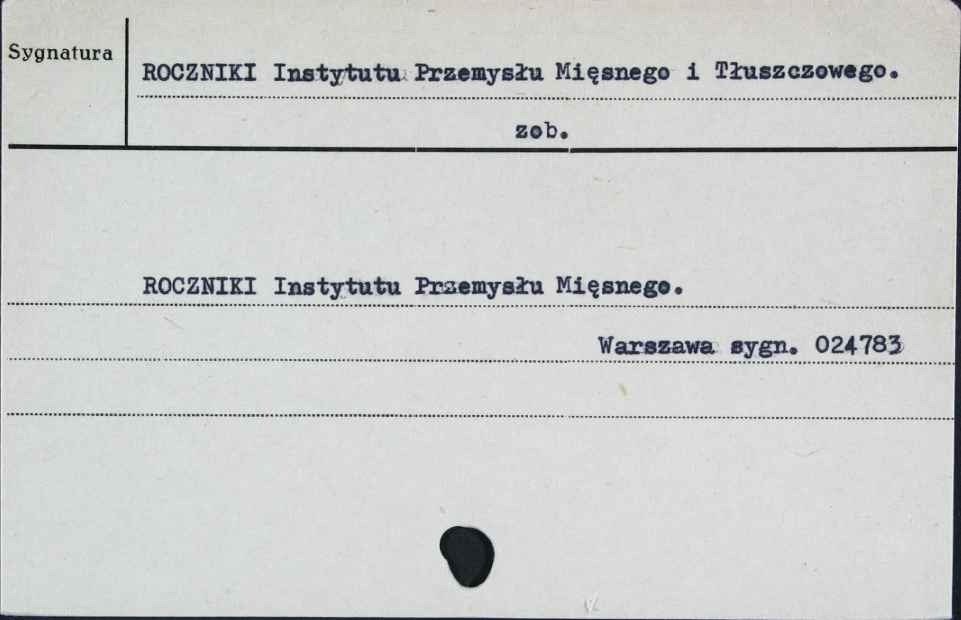 Sygnatura
ROCZNIKI Instytutu Przemysłu Mięsnego i Tłuszczowego.
zob.
ROCZNIKI Instytutu Przemysłu Mięsnego.
Warszawa sygn. 024783